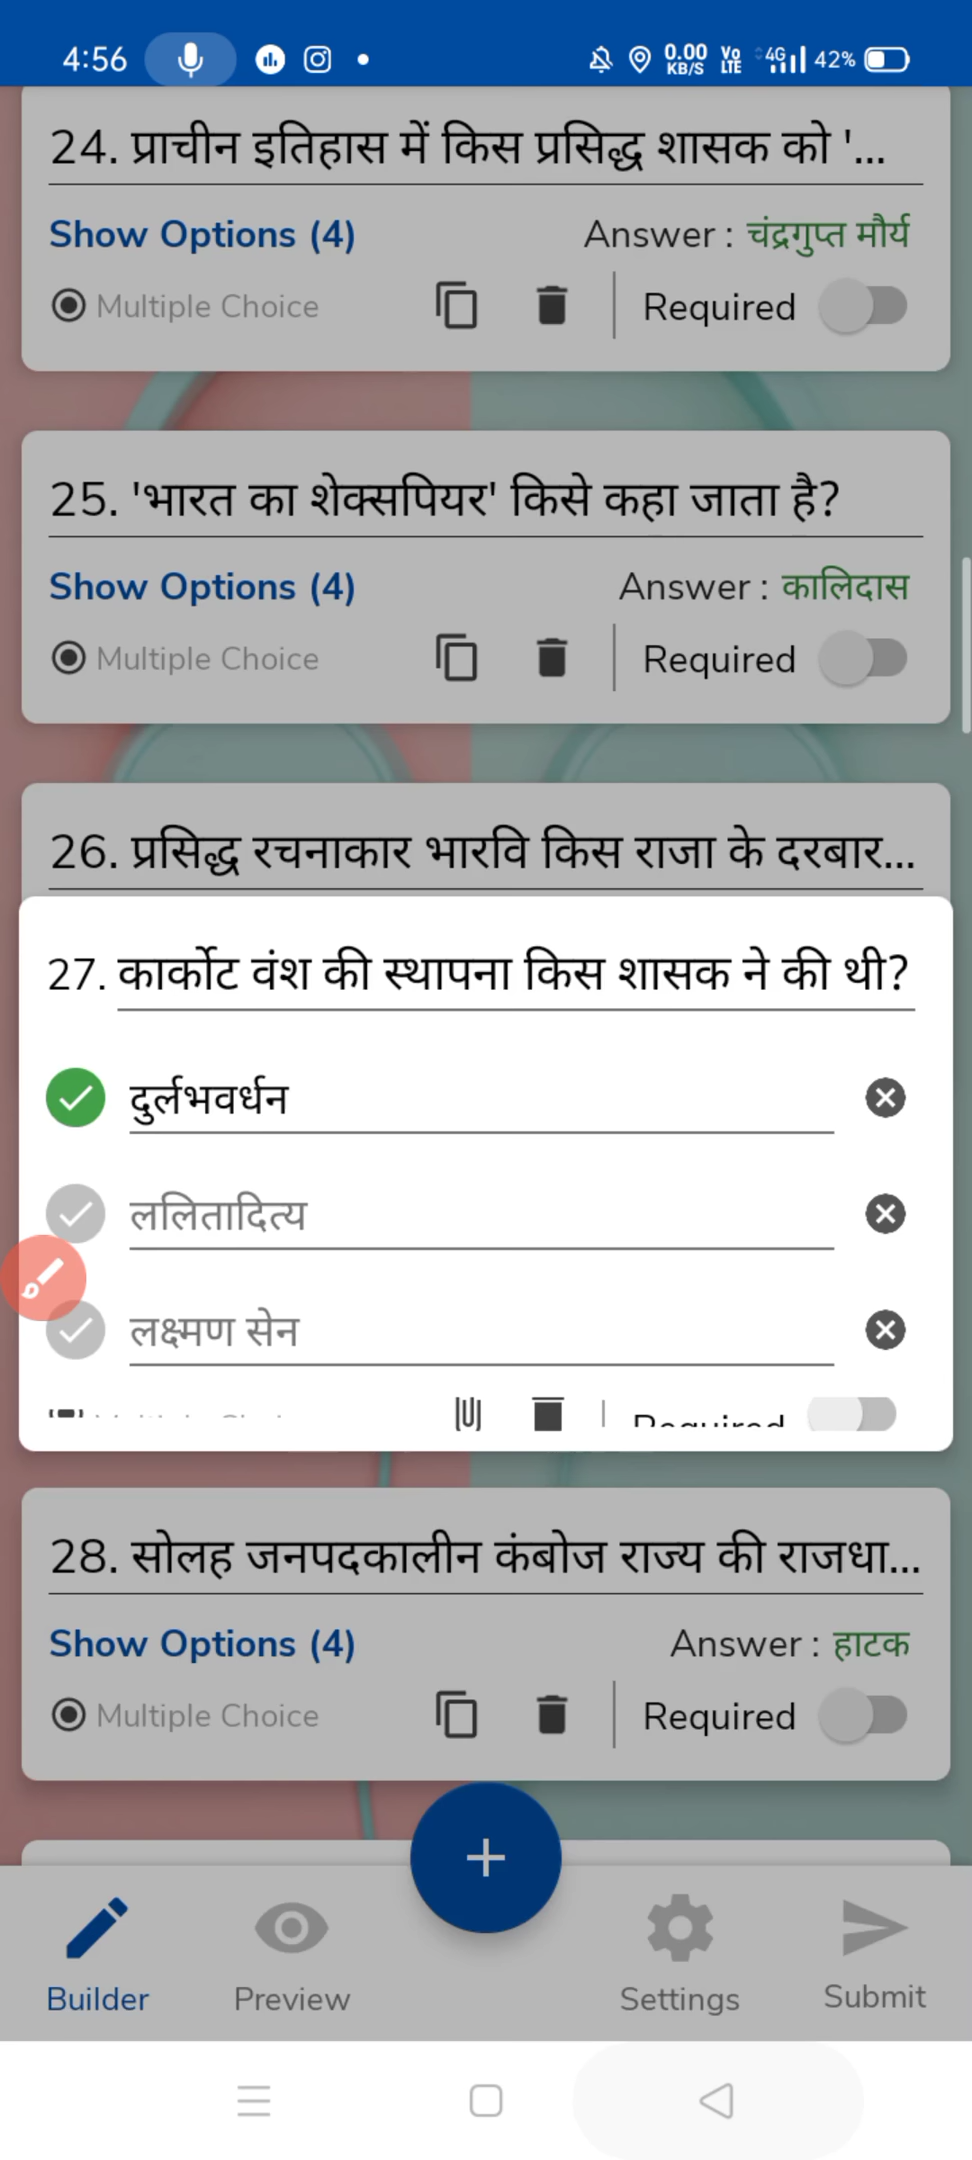 4:56 0.00 KB/S Vo LTE 4G 42%
24. प्राचीन इतिहास में किस प्रसिद्ध शासक को '...
Show Options (4) Answer : चंद्रगुप्त मौर्य
Multiple Choice Required
25. 'भारत का शेक्सपियर' किसे कहा जाता है?
Show Options (4) Answer : कालिदास
Multiple Choice Required
26. प्रसिद्ध रचनाकार भारवि किस राजा के दरबार...
27. कार्कोट वंश की स्थापना किस शासक ने की थी?
दुर्लभवर्धन
ललितादित्य
लक्ष्मण सेन
Required
28. सोलह जनपदकालीन कंबोज राज्य की राजधा...
Show Options (4) Answer : हाटक
Multiple Choice Required
Builder Preview Settings Submit